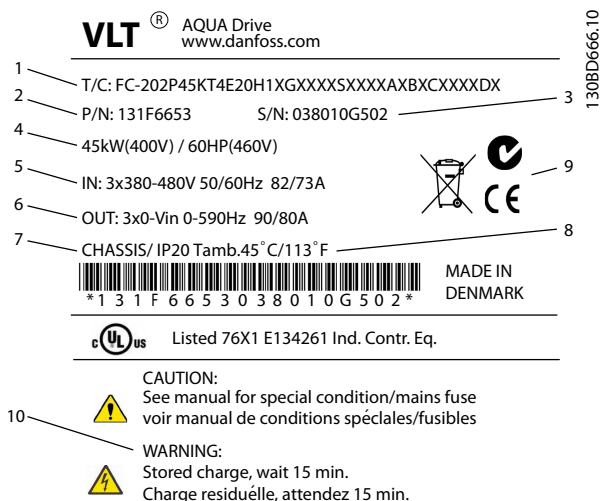 VLT ® AQUA Drive
www.danfoss.com
130BD666.10
1 T/C: FC-202P45KT4E20H1XGXXXXSXXXXAXBXCXXXXDX
2 P/N: 131F6653 S/N: 038010G502 3
4 45kW(400V) / 60HP(460V)
5 IN: 3x380-480V 50/60Hz 82/73A
9
6 OUT: 3x0-Vin 0-590Hz 90/80A
7 CHASSIS/ IP20 Tamb.45˚C/113˚F 8
CE
MADE IN
DENMARK
*131F6653038010G502*
c UL us Listed 76X1 E134261 Ind. Contr. Eq.
CAUTION:
See manual for special condition/mains fuse
voir manual de conditions spéclales/fusibles
10 WARNING:
Stored charge, wait 15 min.
Charge residuélle, attendez 15 min.